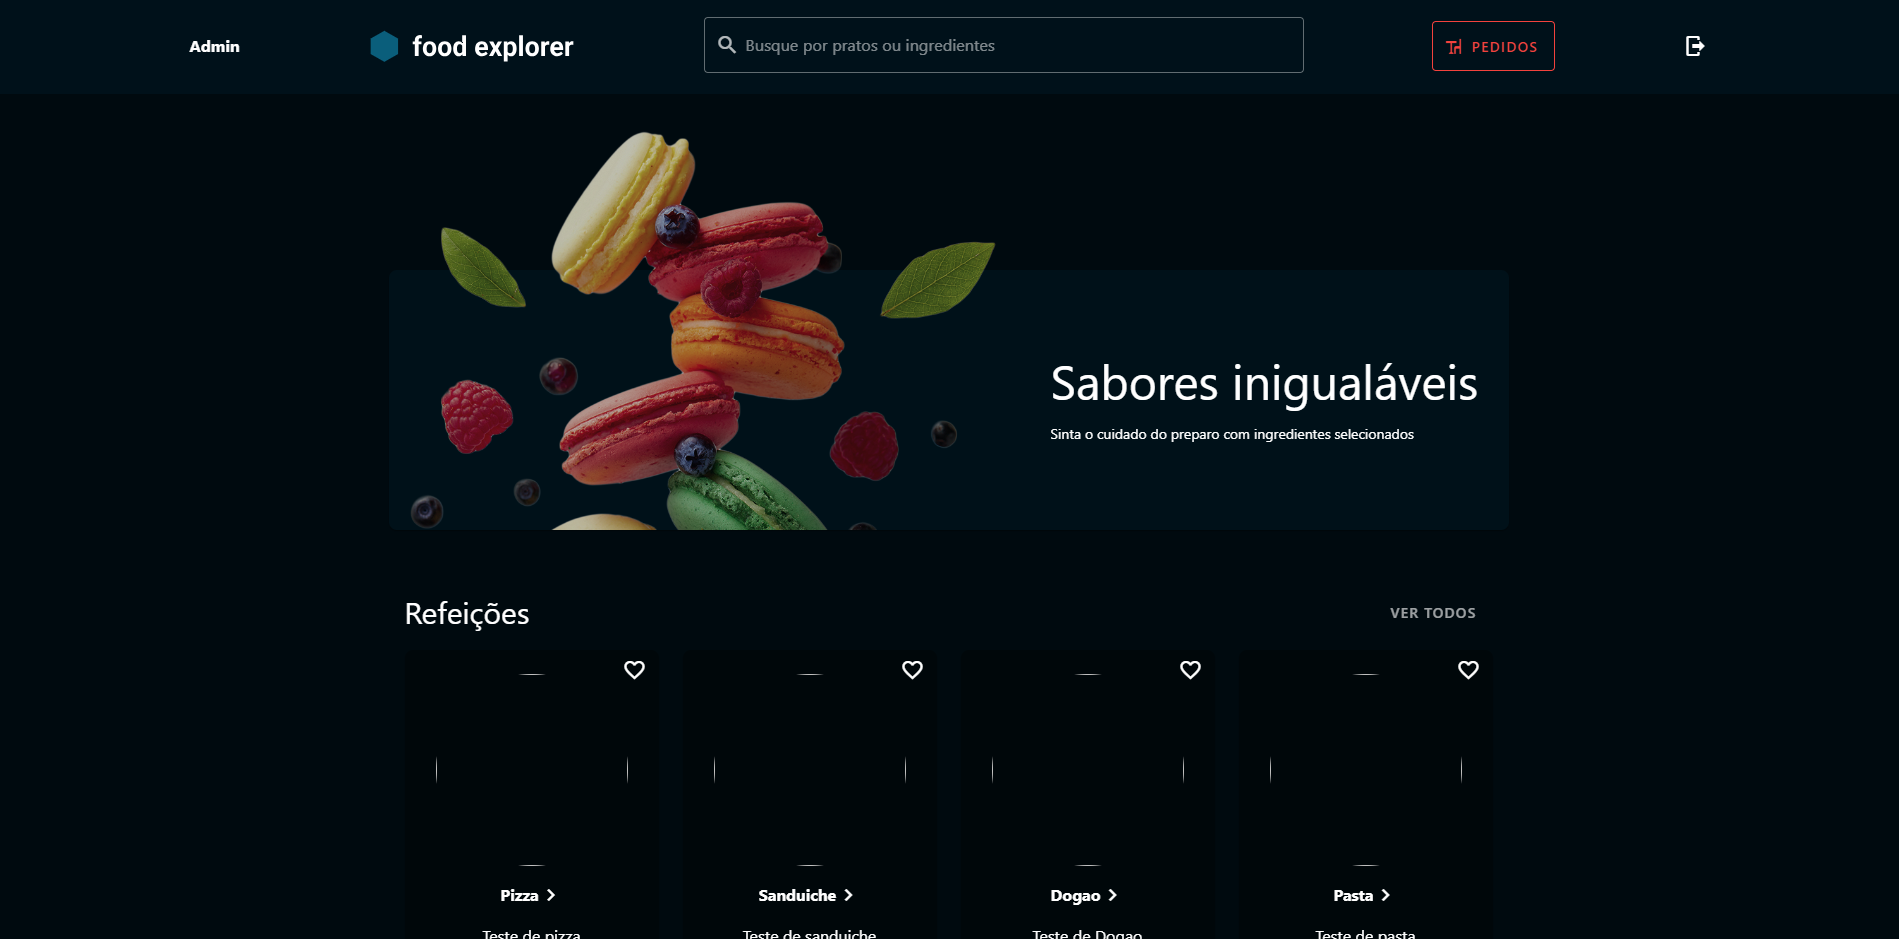 Admin
food explorer
Busque por pratos ou ingredientes
PEDIDOS
Sabores inigualáveis
Sinta o cuidado do preparo com ingredientes selecionados
Refeições
VER TODOS
Pizza
Sanduiche
Dogao
Pasta
Teste de pizza
Teste de sanduiche
Teste de Dogao
Teste de pasta